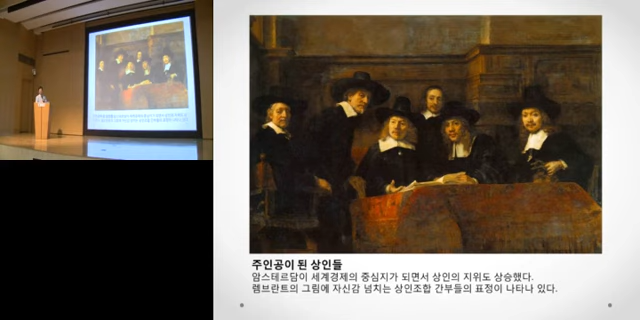 주인공이 된 상인들
암스테르담이 세계경제의 중심지가 되면서 상인의 지위도 상승했다.
렘브란트의 그림에 자신감 넘치는 상인조합 간부들의 표정이 나타나 있다.